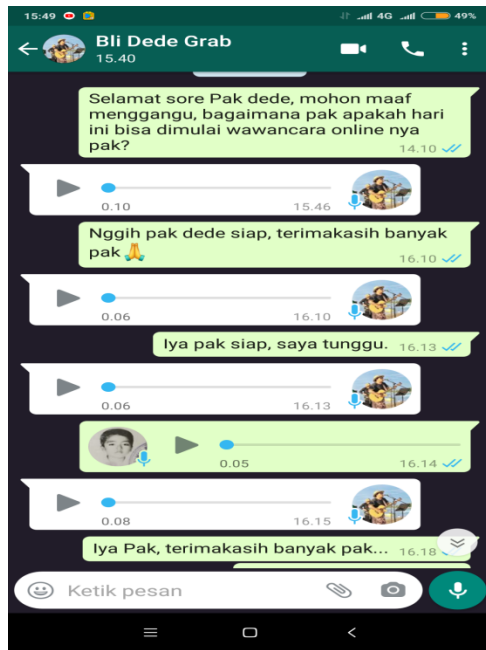 15:49 4G 49%
Bli Dede Grab
15.40
Selamat sore Pak dede, mohon maaf
menggangu, bagaimana pak apakah hari
ini bisa dimulai wawancara online nya
pak?
14.10
0.10 15.46
Nggih pak dede siap, terimakasih banyak
pak🙏
16.10
0.06 16.10
Iya pak siap, saya tunggu. 16.13
0.06 16.13
0.05 16.14
0.08 16.15
Iya Pak, terimakasih banyak pak... 16.18
Ketik pesan